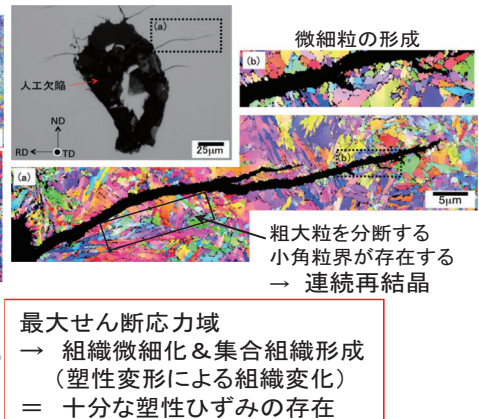 微細粒の形成
(a)
(b)
人工欠陥
ND
RD
TD
25μm
(a)
(b)
5μm
粗大粒を分断する
小角粒界が存在する
→ 連続再結晶
最大せん断応力域
→ 組織微細化&集合組織形成
(塑性変形による組織変化)
= 十分な塑性ひずみの存在